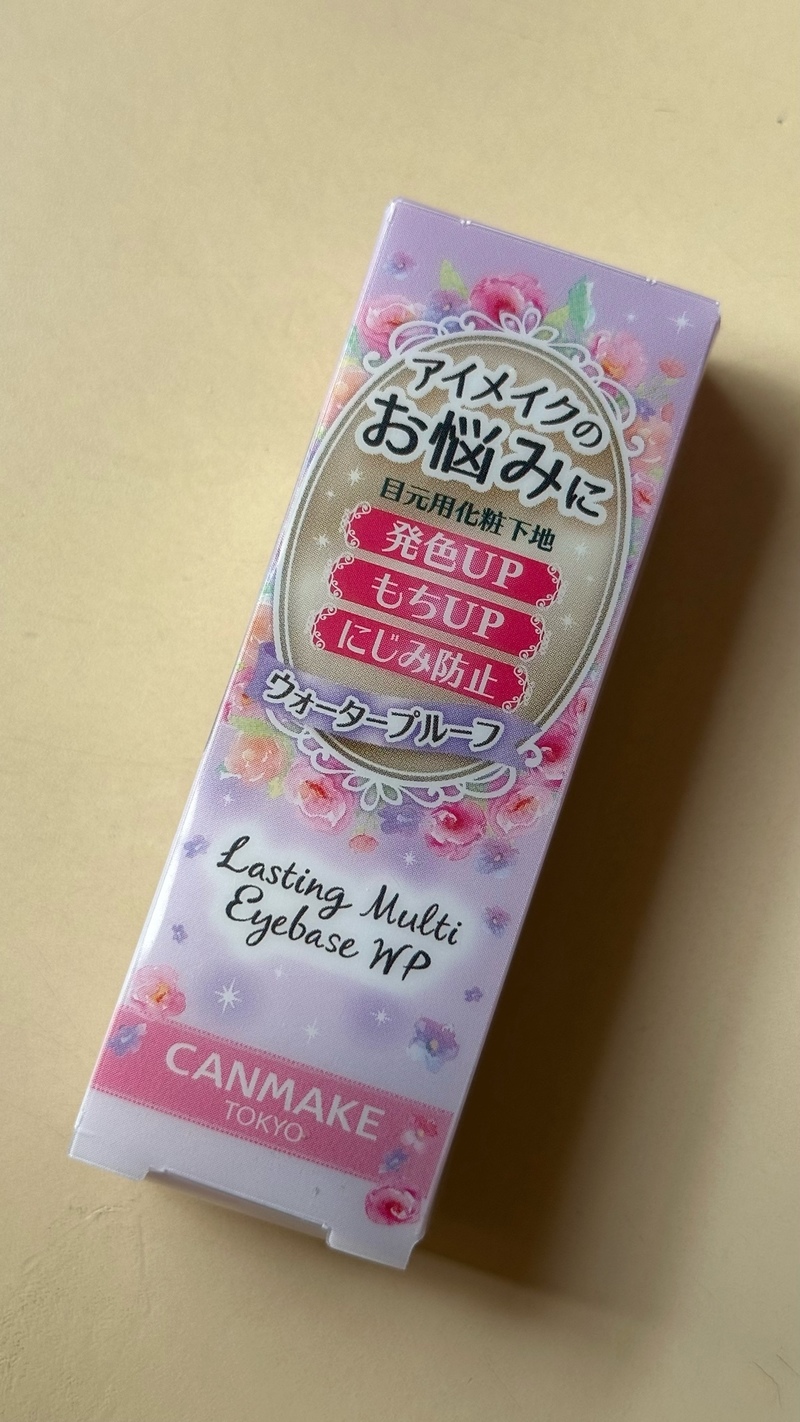 アイメイクの
お悩みに
目元用化粧下地
発色UP
もちUP
にじみ防止
ウォータープルーフ
Lasting Multi
Eyebase WP
CANMAKE
TOKYO